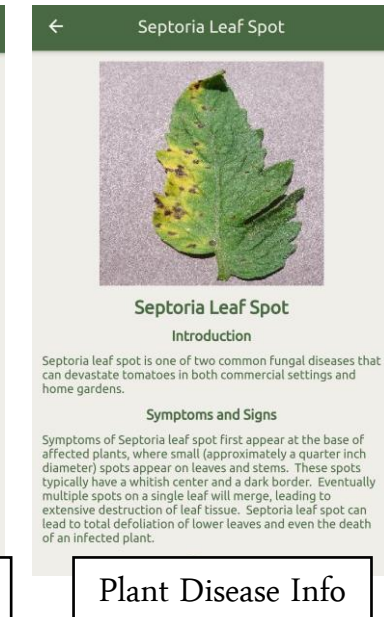 Septoria Leaf Spot
Septoria Leaf Spot
Introduction
Septoria leaf spot is one of two common fungal diseases that
can devastate tomatoes in both commercial settings and
home gardens.
Symptoms and Signs
Symptoms of Septoria leaf spot first appear at the base of
affected plants, where small (approximately a quarter inch
diameter) spots appear on leaves and stems. These spots
typically have a whitish center and a dark border. Eventually
multiple spots on a single leaf will merge, leading to
extensive destruction of leaf tissue. Septoria leaf spot can
lead to total defoliation of lower leaves and even the death
of an infected plant.
Plant Disease Info